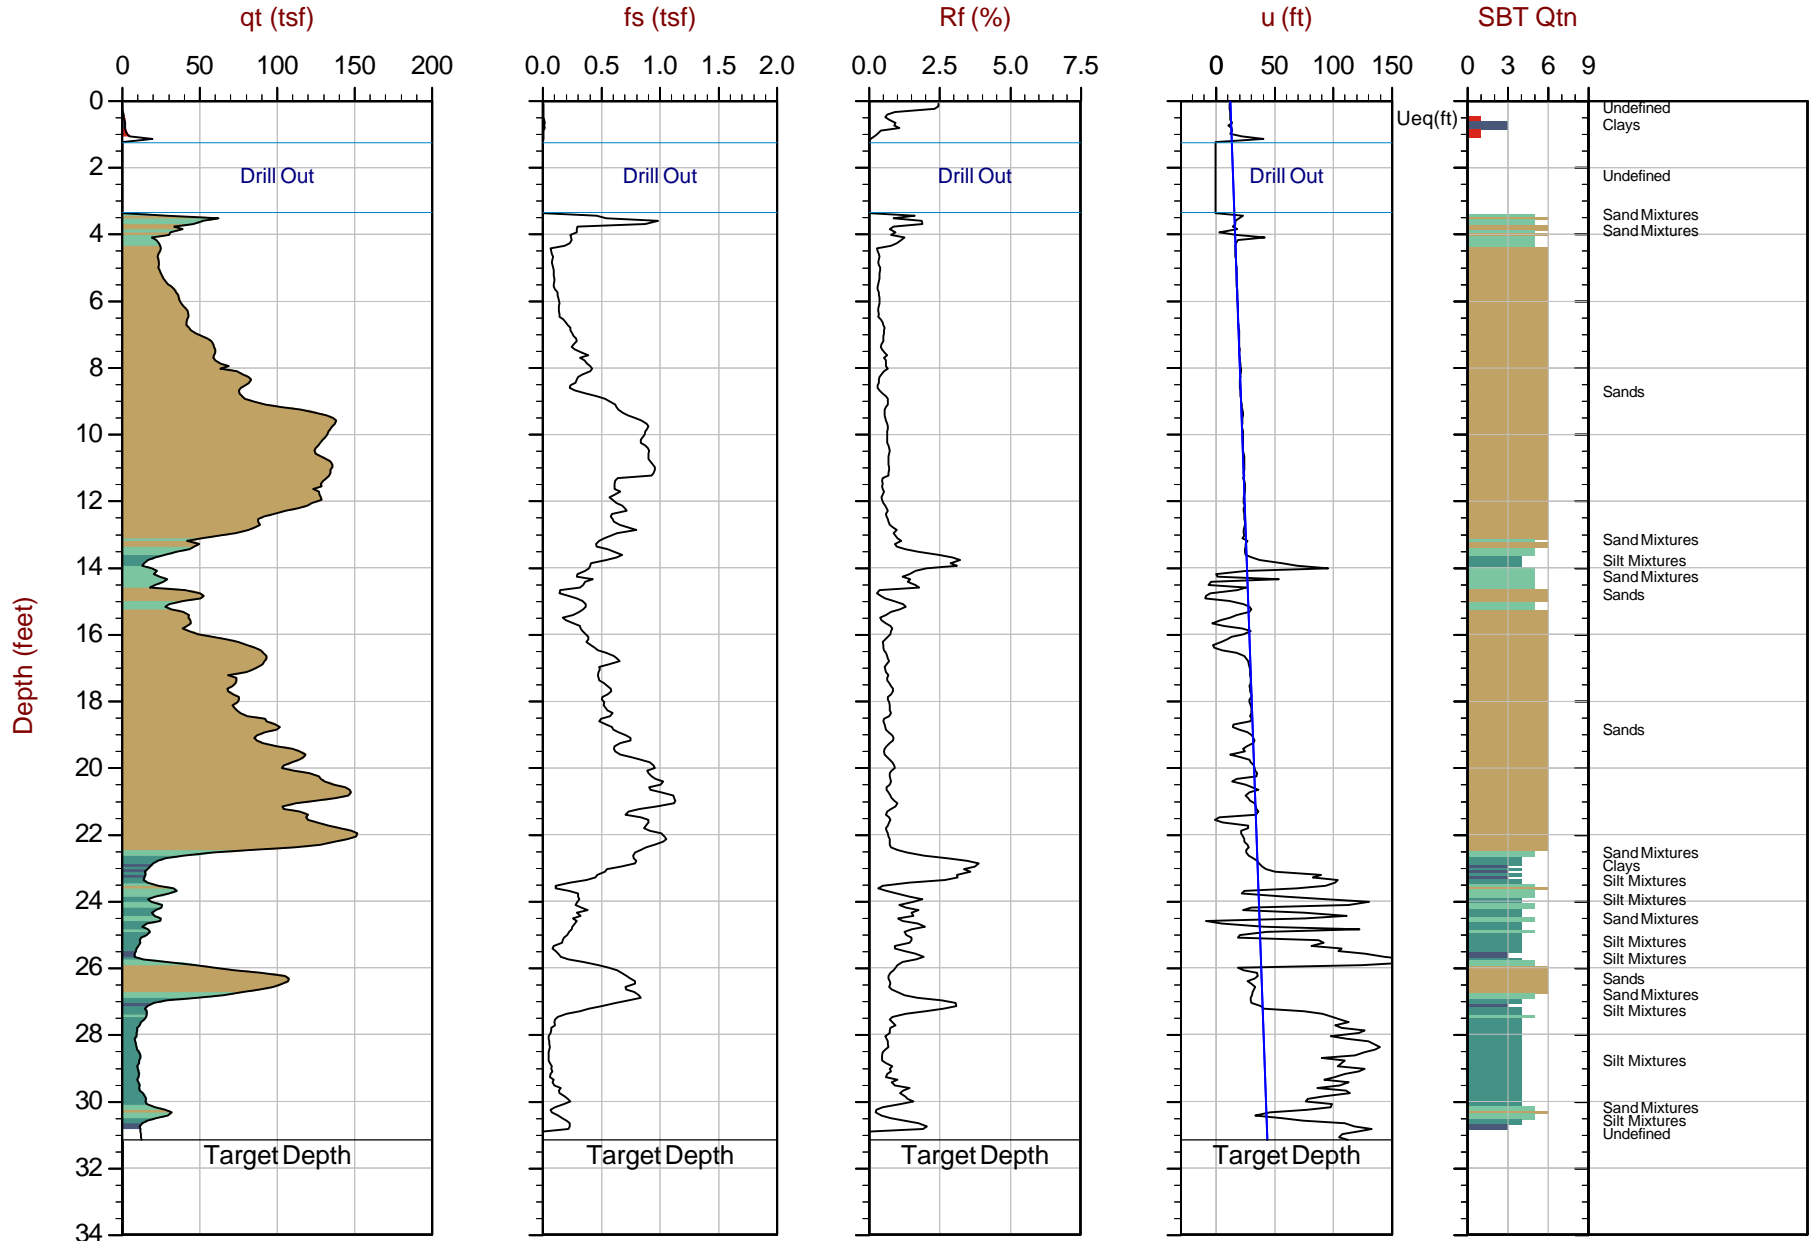 qt (tsf) fs (tsf) Rf (%) u (ft) SBT Qtn
0 50 100 150 200 0.0 0.5 1.0 1.5 2.0 0.0 2.5 5.0 7.5 0 50 100 150 0 3 6 9
0
Undefined
Ueq(ft)
Clays
2
Drill Out Drill Out Drill Out Drill Out Undefined
Sand Mixtures
4
Sand Mixtures
6
8
Sands
10
12
Sand Mixtures
Silt Mixtures
14
Sand Mixtures
Sands
16
Depth (feet)
18
Sands
20
22
Sand Mixtures
Clays
Silt Mixtures
24
Silt Mixtures
Sand Mixtures
Silt Mixtures
Silt Mixtures
26
Sands
Sand Mixtures
Silt Mixtures
28
Silt Mixtures
30
Sand Mixtures
Silt Mixtures
Undefined
Target Depth Target Depth Target Depth Target Depth
32
34